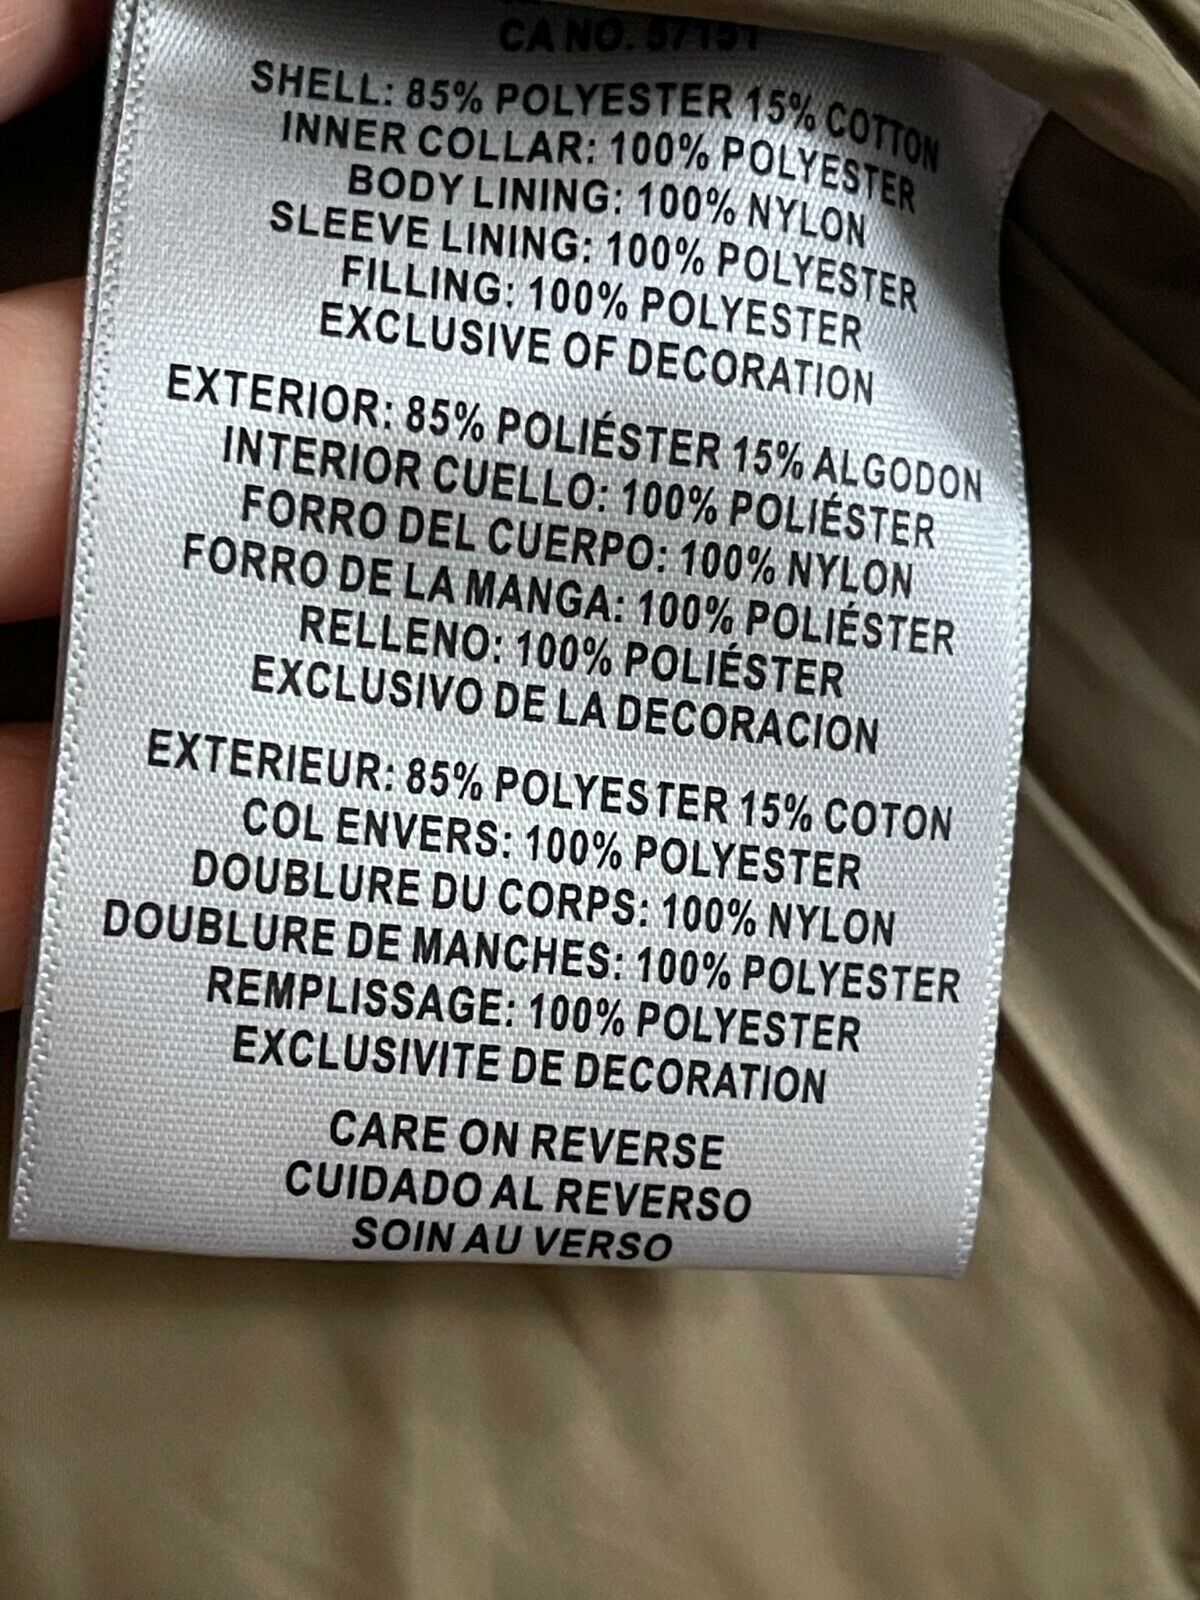 CA NO. 57151
SHELL: 85% POLYESTER 15% COTTON
INNER COLLAR: 100% POLYESTER
BODY LINING: 100% NYLON
SLEEVE LINING: 100% POLYESTER
FILLING: 100% POLYESTER
EXCLUSIVE OF DECORATION
EXTERIOR: 85% POLIÉSTER 15% ALGODON
INTERIOR CUELLO: 100% POLIÉSTER
FORRO DEL CUERPO: 100% NYLON
FORRO DE LA MANGA: 100% POLIÉSTER
RELLENO: 100% POLIÉSTER
EXCLUSIVO DE LA DECORACION
EXTERIEUR: 85% POLYESTER 15% COTON
COL ENVERS: 100% POLYESTER
DOUBLURE DU CORPS: 100% NYLON
DOUBLURE DE MANCHES: 100% POLYESTER
REMPLISSAGE: 100% POLYESTER
EXCLUSIVITE DE DECORATION
CARE ON REVERSE
CUIDADO AL REVERSO
SOIN AU VERSO